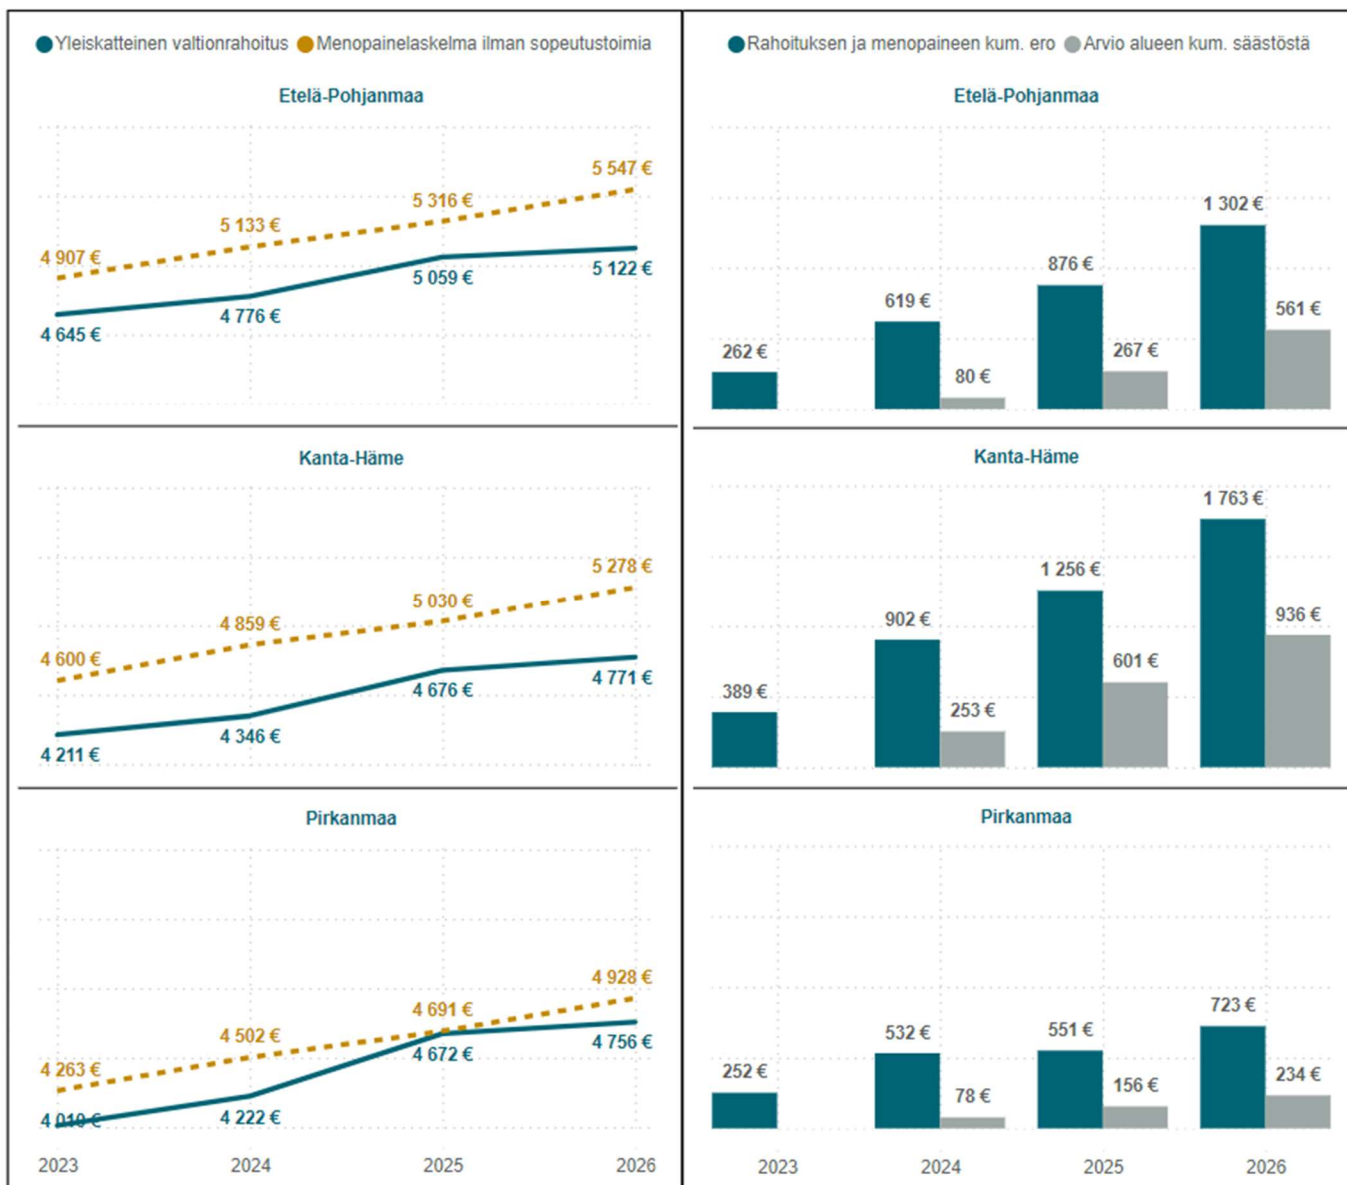 Yleiskatteinen valtionrahoitus Menopainelaskelma ilman sopeutustoimia
Etelä-Pohjanmaa
5 547 €
5 316 €
5 133 €
4 907 €
5 122 €
5 059 €
4 776 €
4 645 €
Kanta-Häme
5 278 €
5 030 €
4 859 €
4 600 €
4 771 €
4 676 €
4 346 €
4 211 €
Pirkanmaa
4 928 €
4 691 €
4 502 €
4 263 €
4 756 €
4 672 €
4 222 €
2023 2024 2025 2026
Rahoituksen ja menopaineen kum. ero Arvio alueen kum. säästöstä
Etelä-Pohjanmaa
1 302 €
876 €
619 €
561 €
262 €
267 €
80 €
Kanta-Häme
1 763 €
1 256 €
902 €
936 €
389 €
601 €
253 €
Pirkanmaa
723 €
532 €
551 €
252 €
234 €
156 €
78 €
2023 2024 2025 2026